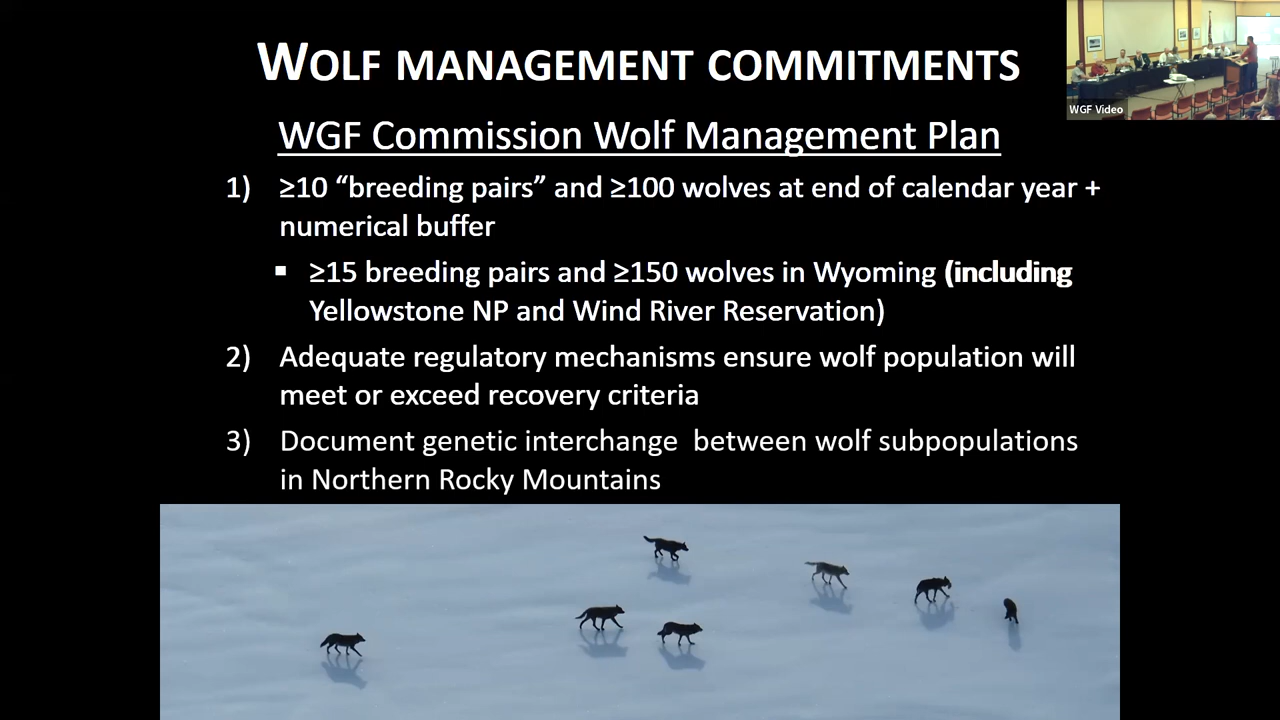 WOLF MANAGEMENT COMMITMENTS
WGF Commission Wolf Management Plan
1) ≥10 “breeding pairs” and ≥100 wolves at end of calendar year +
numerical buffer
▪ ≥15 breeding pairs and ≥150 wolves in Wyoming (including
Yellowstone NP and Wind River Reservation)
2) Adequate regulatory mechanisms ensure wolf population will
meet or exceed recovery criteria
3) Document genetic interchange  between wolf subpopulations
in Northern Rocky Mountains
WGF Video